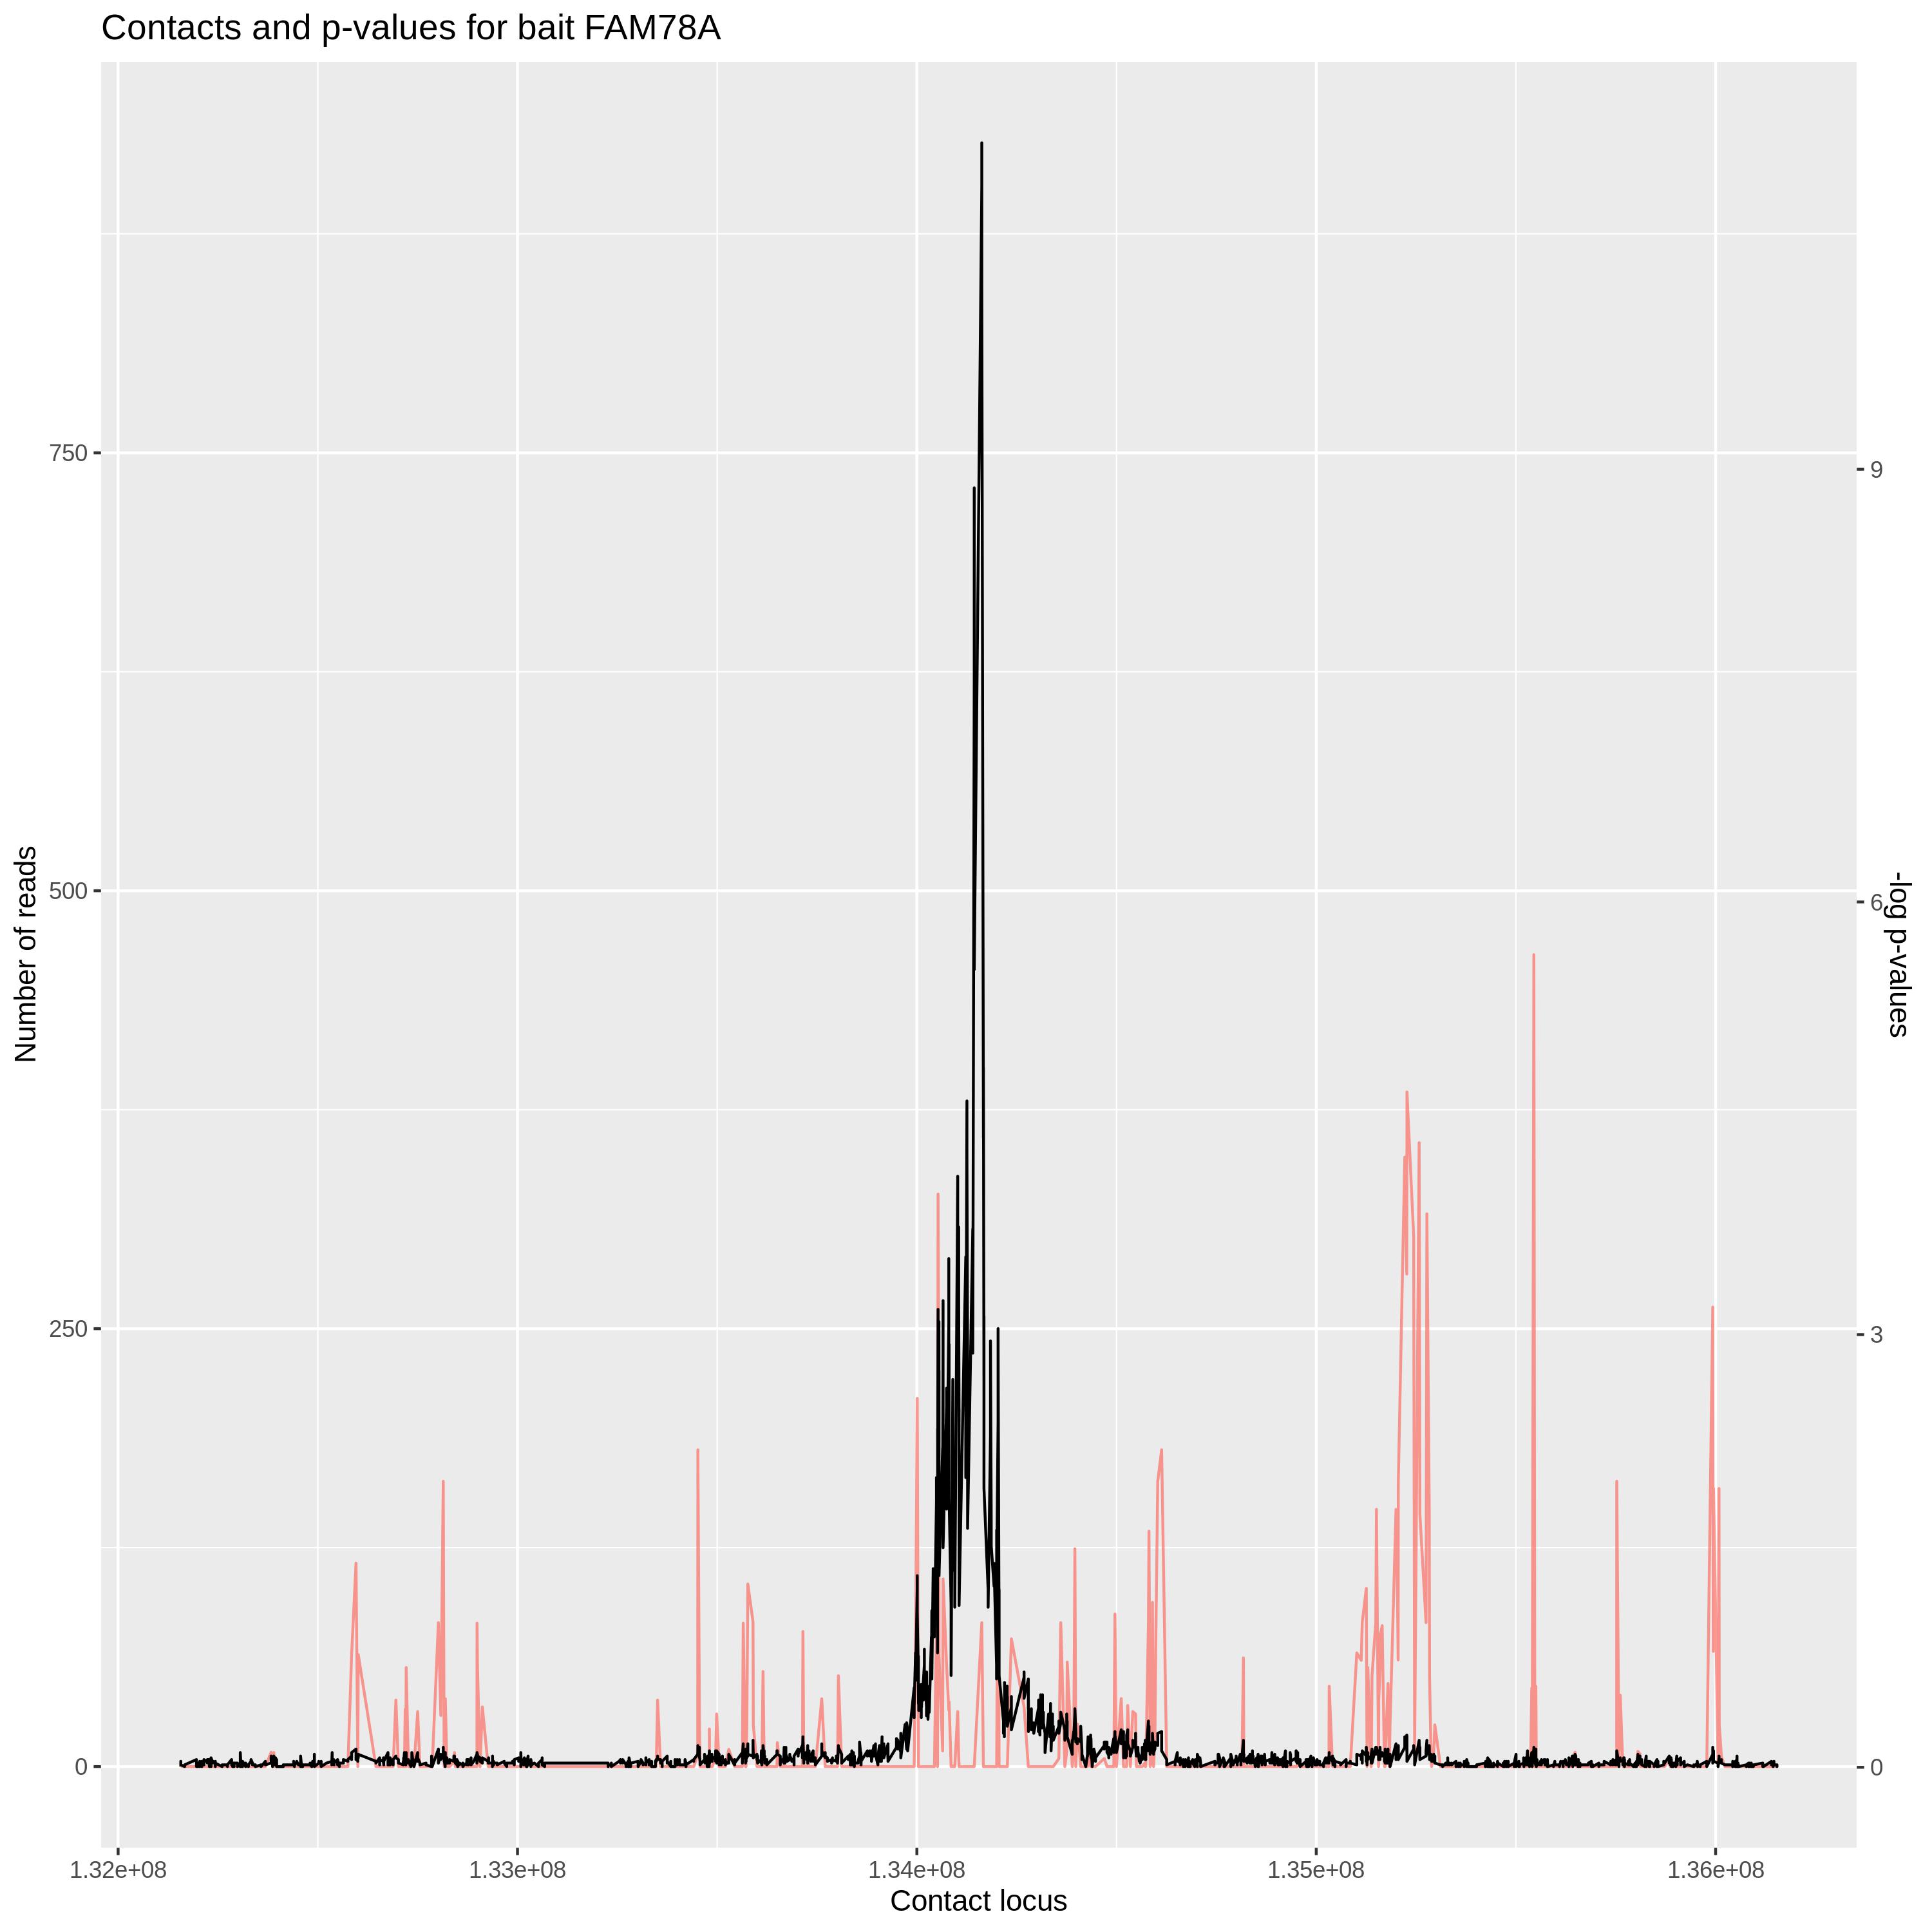 Contacts and p-values for bait FAM78A
Number of reads
750
500
250
0
9
6
3
0
-log p-values
1.32e+08 1.33e+08 1.34e+08 1.35e+08 1.36e+08
Contact locus